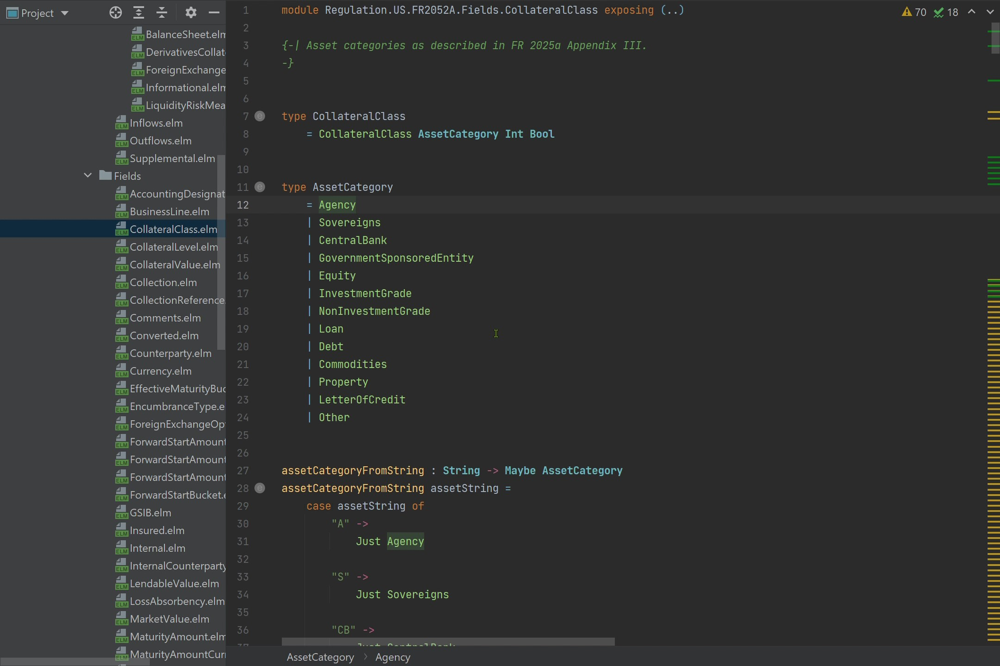 Project
BalanceSheet.elm
DerivativesCollat
ForeignExchange
Informational.elm
LiquidityRiskMea
Inflows.elm
Outflows.elm
Supplemental.elm
Fields
AccountingDesignat
BusinessLine.elm
CollateralClass.elm
CollateralLevel.elm
CollateralValue.elm
Collection.elm
CollectionReference.
Comments.elm
Converted.elm
Counterparty.elm
Currency.elm
EffectiveMaturityBuc
EncumbranceType.e
ForeignExchangeOp
ForwardStartAmount
ForwardStartAmount
ForwardStartAmount
ForwardStartBucket.e
GSIB.elm
Insured.elm
Internal.elm
InternalCounterparty
LendableValue.elm
LossAbsorbency.elm
MarketValue.elm
MaturityAmount.elm
MaturityAmountCur
70 18
1 module Regulation.US.FR2052A.Fields.CollateralClass exposing (..)
2
3 {-| Asset categories as described in FR 2025a Appendix III.
4 -}
5
6
7 type CollateralClass
8     = CollateralClass AssetCategory Int Bool
9
10
11 type AssetCategory
12     = Agency
13     | Sovereigns
14     | CentralBank
15     | GovernmentSponsoredEntity
16     | Equity
17     | InvestmentGrade
18     | NonInvestmentGrade
19     | Loan
20     | Debt
21     | Commodities
22     | Property
23     | LetterOfCredit
24     | Other
25
26
27 assetCategoryFromString : String -> Maybe AssetCategory
28 assetCategoryFromString assetString =
29     case assetString of
30         "A" ->
31             Just Agency
32
33         "S" ->
34             Just Sovereigns
35
36         "CB" ->
37             Just CentralBank
AssetCategory > Agency